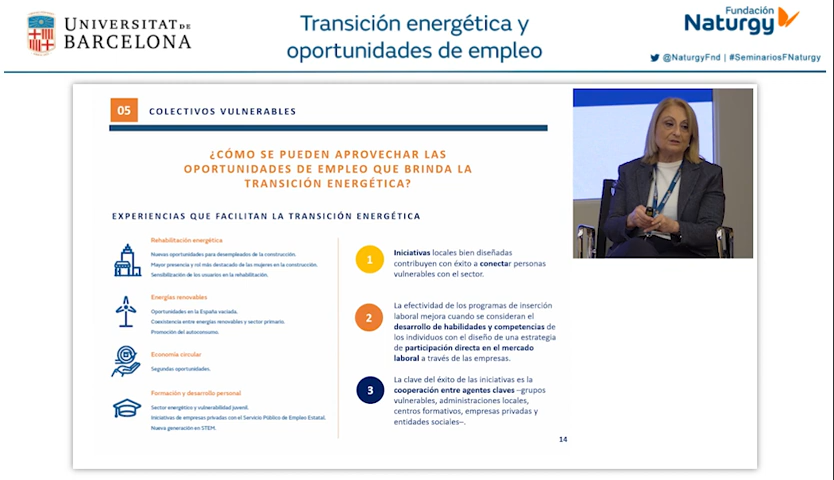 UNIVERSITAT DE
BARCELONA
Transición energética y
oportunidades de empleo
Fundación
Naturgy
@NaturgyFnd | #SeminariosFNaturgy
05 COLECTIVOS VULNERABLES
¿CÓMO SE PUEDEN APROVECHAR LAS
OPORTUNIDADES DE EMPLEO QUE BRINDA LA
TRANSICIÓN ENERGÉTICA?
EXPERIENCIAS QUE FACILITAN LA TRANSICIÓN ENERGÉTICA
Rehabilitación energética
Nuevas oportunidades para desempleados de la construcción.
Mayor presencia y rol más destacado de las mujeres en la construcción.
Sensibilización de los usuarios en la rehabilitación.
Energías renovables
Oportunidades en la España vaciada.
Coexistencia entre energías renovables y sector primario.
Promoción del autoconsumo.
Economía circular
Segundas oportunidades.
Formación y desarrollo personal
Sector energético y vulnerabilidad juvenil.
Iniciativas de empresas privadas con el Servicio Público de Empleo Estatal.
Nueva generación en STEM.
1
Iniciativas locales bien diseñadas
contribuyen con éxito a conectar personas
vulnerables con el sector.
2
La efectividad de los programas de inserción
laboral mejora cuando se consideran el
desarrollo de habilidades y competencias de
los individuos con el diseño de una estrategia
de participación directa en el mercado
laboral a través de las empresas.
3
La clave del éxito de las iniciativas es la
cooperación entre agentes claves –grupos
vulnerables, administraciones locales,
centros formativos, empresas privadas y
entidades sociales–.
14